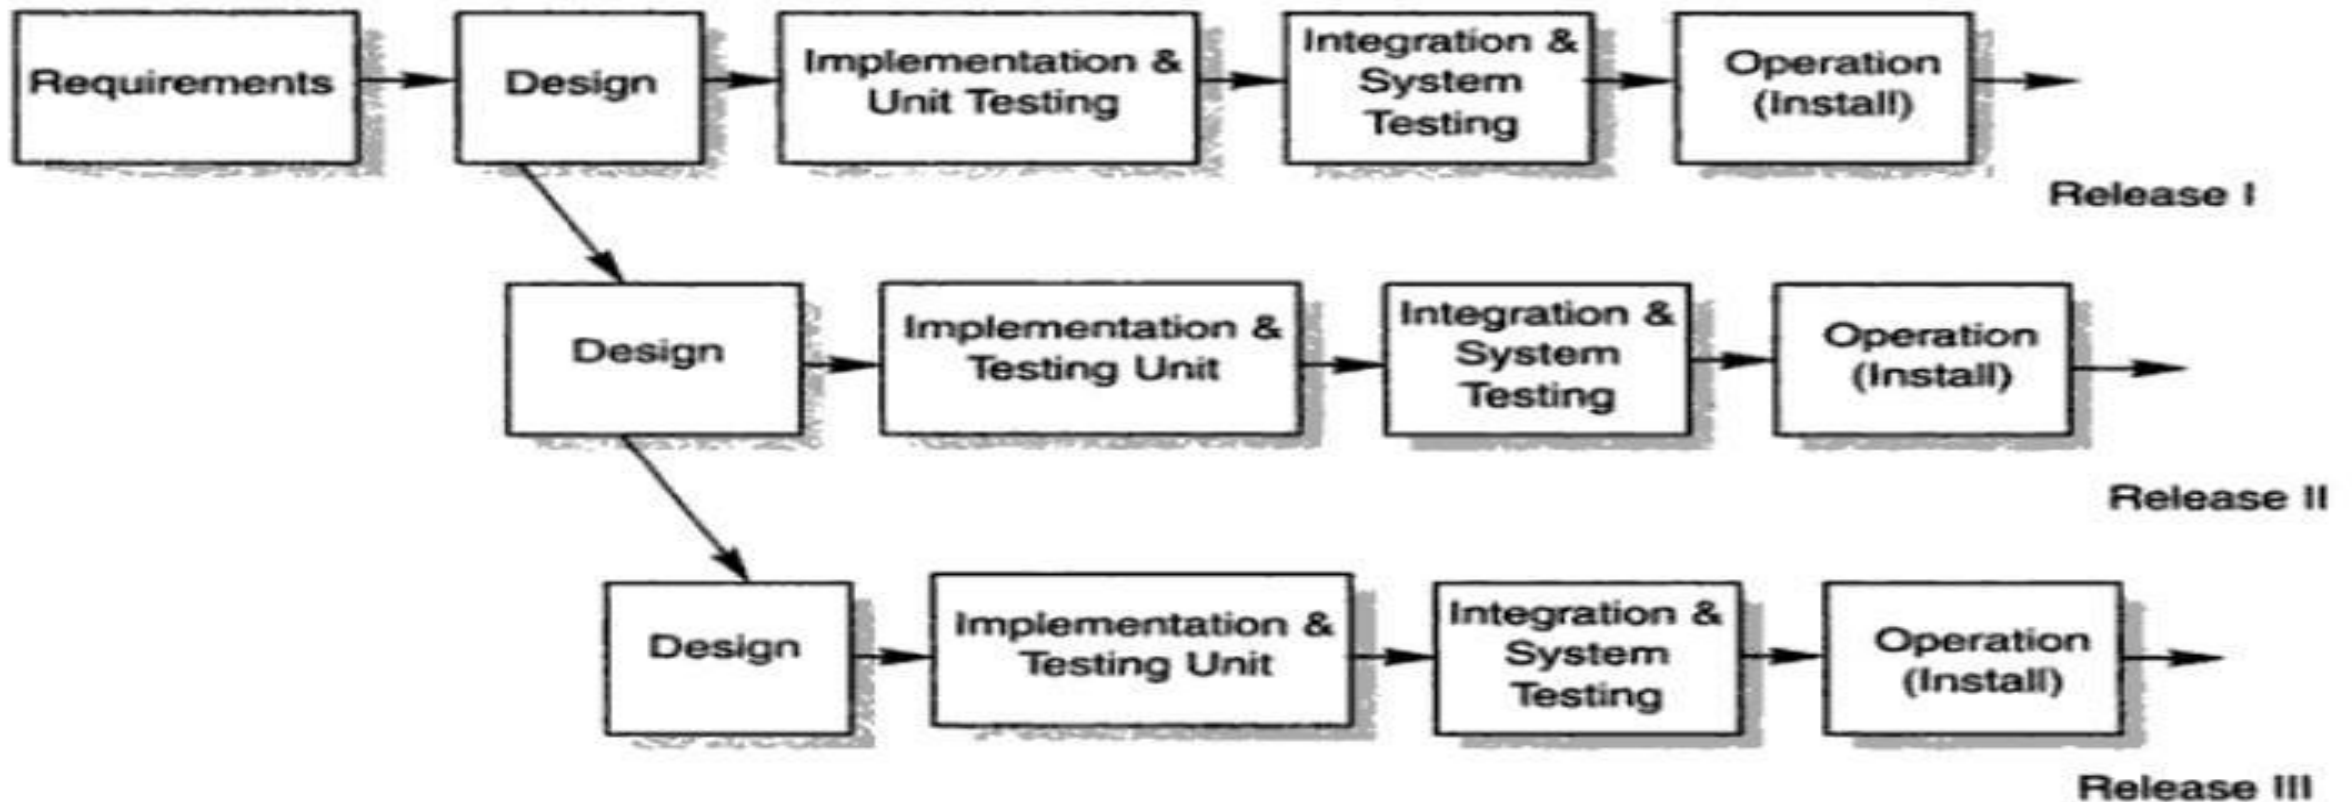 Requirements
Design
Implementation &
Unit Testing
Integration &
System
Testing
Operation
(Install)
Release I
Design
Implementation &
Testing Unit
Integration &
System
Testing
Operation
(Install)
Release II
Design
Implementation &
Testing Unit
Integration &
System
Testing
Operation
(Install)
Release III